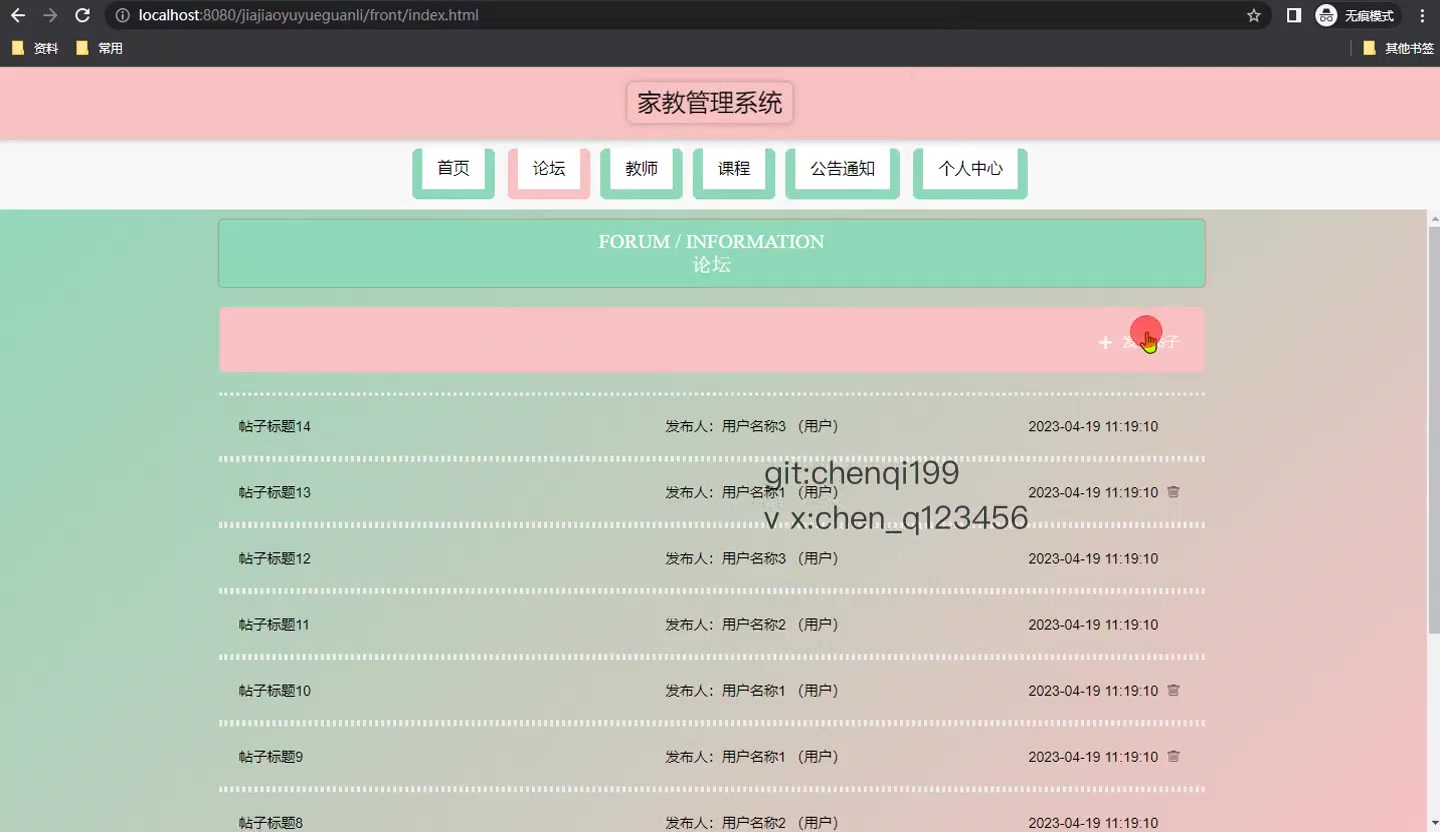 localhost:8080/jiajiaoyuyueguanli/front/index.html
无痕模式
资料 常用 其他书签
家教管理系统
首页 论坛 教师 课程 公告通知 个人中心
FORUM / INFORMATION
论坛
帖子标题14 发布人：用户名称3 （用户） 2023-04-19 11:19:10
git:chenqi199
帖子标题13 发布人：用户名称1 （用户） 2023-04-19 11:19:10
v x:chen_q123456
帖子标题12 发布人：用户名称3 （用户） 2023-04-19 11:19:10
帖子标题11 发布人：用户名称2 （用户） 2023-04-19 11:19:10
帖子标题10 发布人：用户名称1 （用户） 2023-04-19 11:19:10
帖子标题9 发布人：用户名称1 （用户） 2023-04-19 11:19:10
帖子标题8 发布人：用户名称2 （用户） 2023-04-19 11:19:10